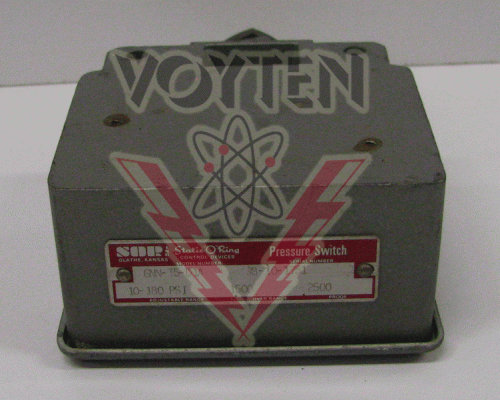 VOYTEN
SOR Static O Ring Pressure Switch
OLATHE, KANSAS CONTROL DEVICES
MODEL NUMBER SERIAL NUMBER
10-180 PSI 2500
ADJUSTABLE RANGE PROOF